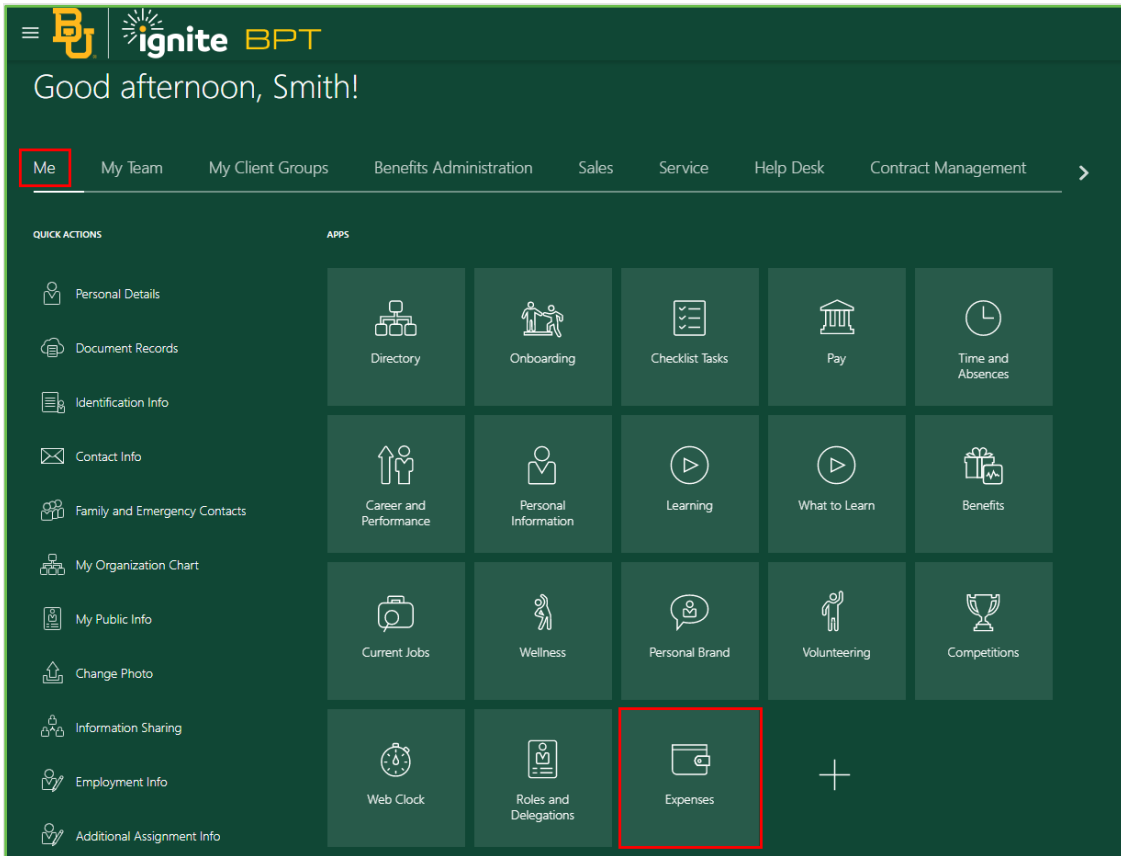 BU ignite BPT
Good afternoon, Smith!
Me My Team My Client Groups Benefits Administration Sales Service Help Desk Contract Management
QUICK ACTIONS
Personal Details
Document Records
Identification Info
Contact Info
Family and Emergency Contacts
My Organization Chart
My Public Info
Change Photo
Information Sharing
Employment Info
Additional Assignment Info
APPS
Directory
Onboarding
Checklist Tasks
Pay
Time and
Absences
Career and
Performance
Personal
Information
Learning
What to Learn
Benefits
Current Jobs
Wellness
Personal Brand
Volunteering
Competitions
Web Clock
Roles and
Delegations
Expenses